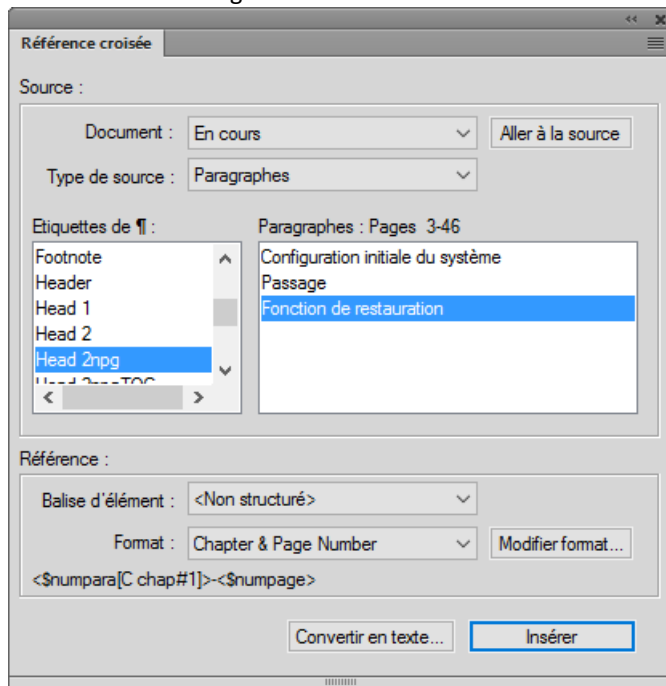 Référence croisée
Source :
Document : En cours Aller à la source
Type de source : Paragraphes
Etiquettes de ¶ : Paragraphes : Pages 3-46
Footnote Configuration initiale du système
Header Passage
Head 1 Fonction de restauration
Head 2
Head 2npg
Référence :
Balise d'élément : <Non structuré>
Format : Chapter & Page Number Modifier format...
<$numpara[C chap#1]>-<$numpage>
Convertir en texte... Insérer